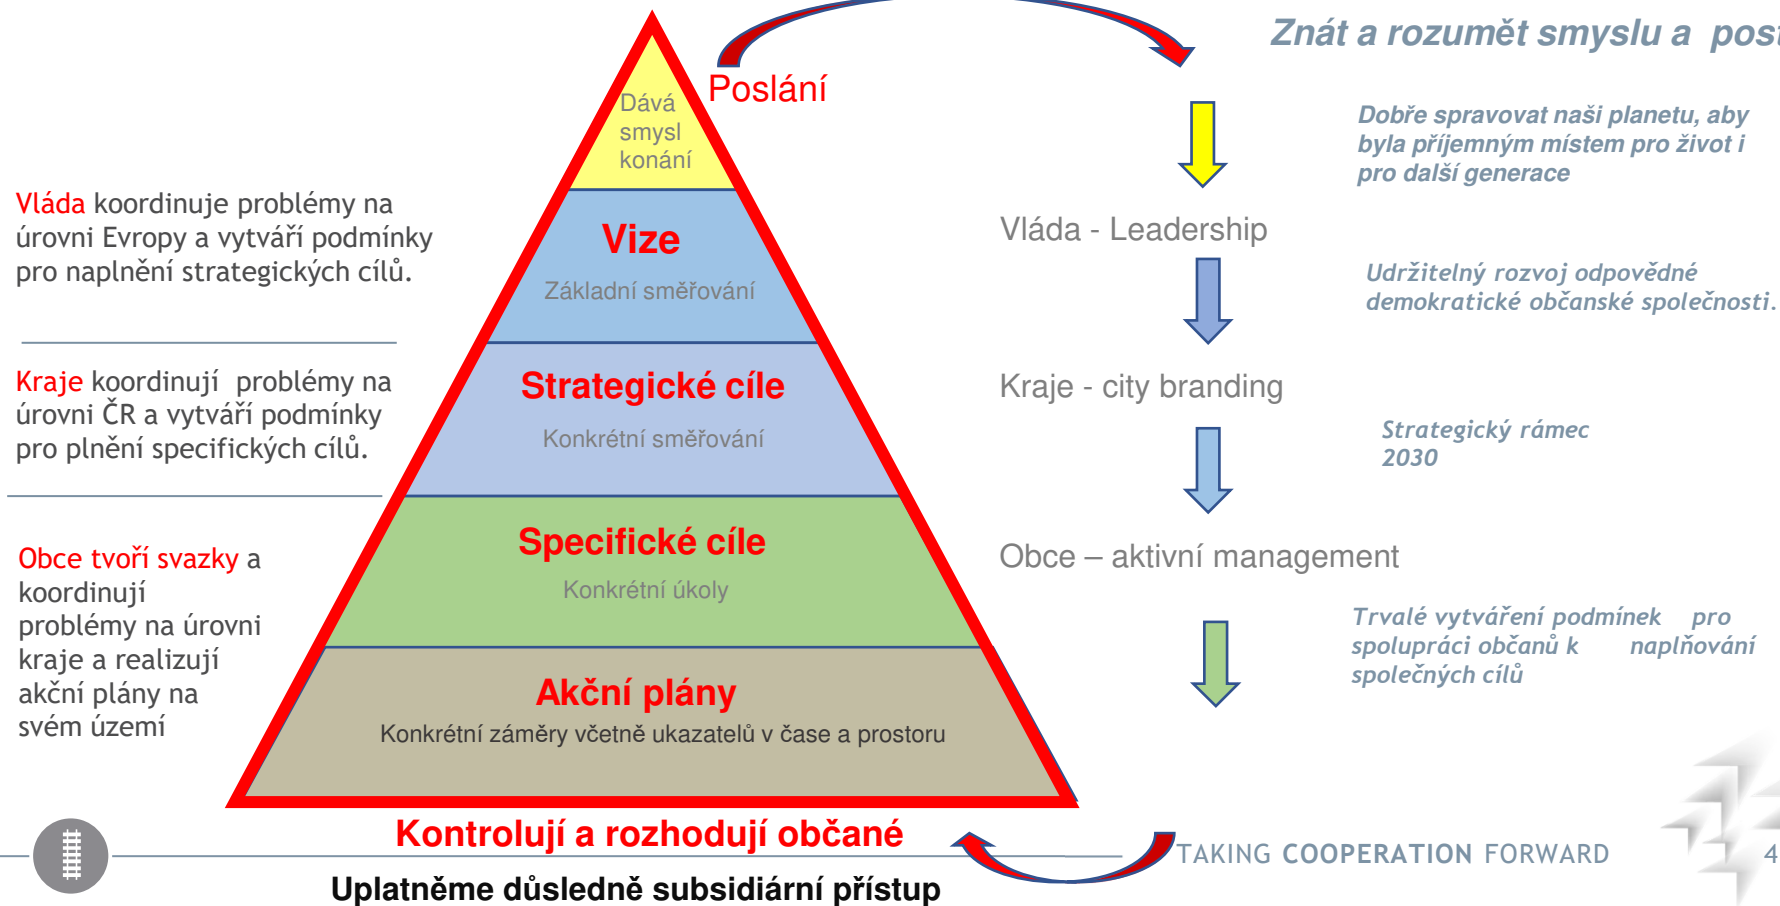 Znát a rozumět smyslu a
Poslání
Dává
smysl
konání
Dobře spravovat naši planetu, aby
byla příjemným místem pro život i
pro další generace
Vláda koordinuje problémy na
úrovni Evropy a vytváří podmínky
pro naplnění strategických cílů.
Vize
Základní směřování
Vláda - Leadership
Udržitelný rozvoj odpovědné
demokratické občanské společnosti.
Kraje koordinují problémy na
úrovni ČR a vytváří podmínky
pro plnění specifických cílů.
Strategické cíle
Konkrétní směřování
Kraje - city branding
Strategický rámec
2030
Obce tvoří svazky a
koordinují
problémy na úrovni
kraje a realizují
akční plány na
svém území
Specifické cíle
Konkrétní úkoly
Obce – aktivní management
Trvalé vytváření podmínek pro
spolupráci občanů k naplňování
společných cílů
Akční plány
Konkrétní záměry včetně ukazatelů v čase a prostoru
Kontrolují a rozhodují občané
TAKING COOPERATION FORWARD
4
Uplatněme důsledně subsidiární přístup